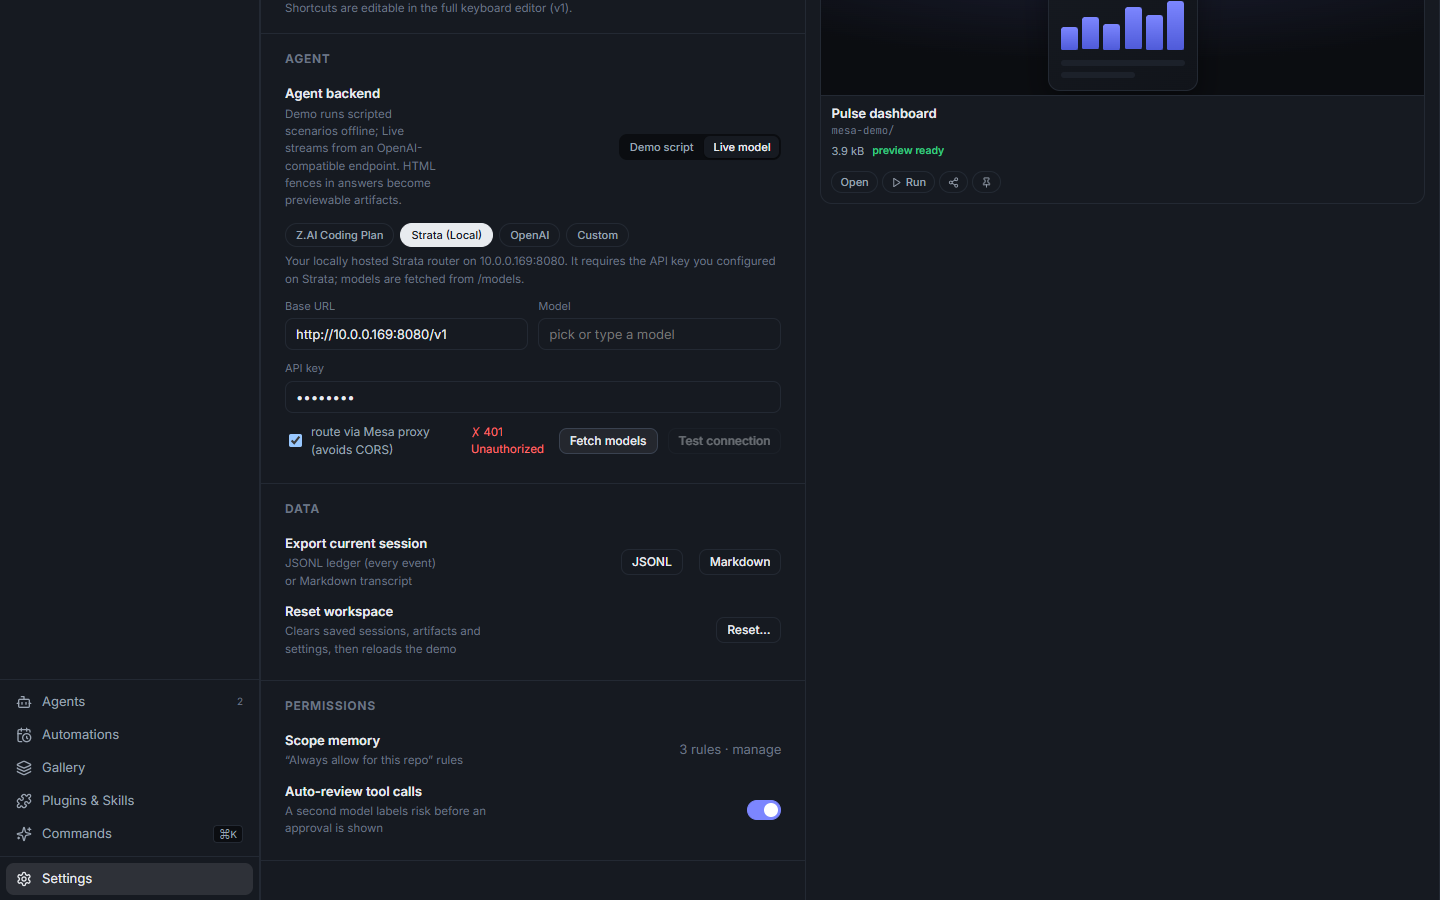 Shortcuts are editable in the full keyboard editor (v1).
AGENT
Agent backend
Demo runs scripted
scenarios offline; Live
streams from an OpenAI-
compatible endpoint. HTML
fences in answers become
previewable artifacts.
Demo script
Live model
Z.AI Coding Plan
Strata (Local)
OpenAI
Custom
Your locally hosted Strata router on 10.0.0.169:8080. It requires the API key you configured
on Strata; models are fetched from /models.
Base URL
Model
http://10.0.0.169:8080/v1
pick or type a model
API key
••••••••
route via Mesa proxy
(avoids CORS)
✗ 401
Unauthorized
Fetch models
Test connection
DATA
Export current session
JSONL ledger (every event)
or Markdown transcript
JSONL
Markdown
Reset workspace
Clears saved sessions, artifacts and
settings, then reloads the demo
Reset...
PERMISSIONS
Scope memory
"Always allow for this repo" rules
3 rules · manage
Auto-review tool calls
A second model labels risk before an
approval is shown
Agents
2
Automations
Gallery
Plugins & Skills
Commands
⌘K
Settings
Pulse dashboard
mesa-demo/
3.9 kB
preview ready
Open
Run